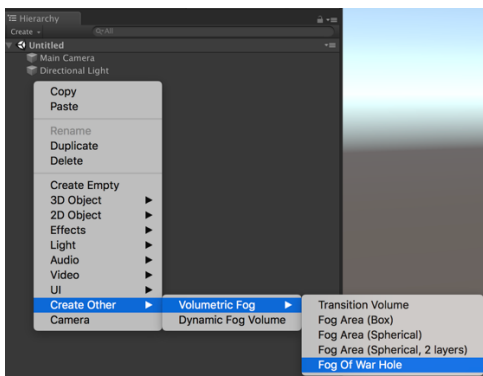 Hierarchy
Create
Q▾All
Untitled
Main Camera
Directional Light
Copy
Paste
Rename
Duplicate
Delete
Create Empty
3D Object
2D Object
Effects
Light
Audio
Video
UI
Create Other
Camera
Volumetric Fog
Dynamic Fog Volume
Transition Volume
Fog Area (Box)
Fog Area (Spherical)
Fog Area (Spherical, 2 layers)
Fog Of War Hole